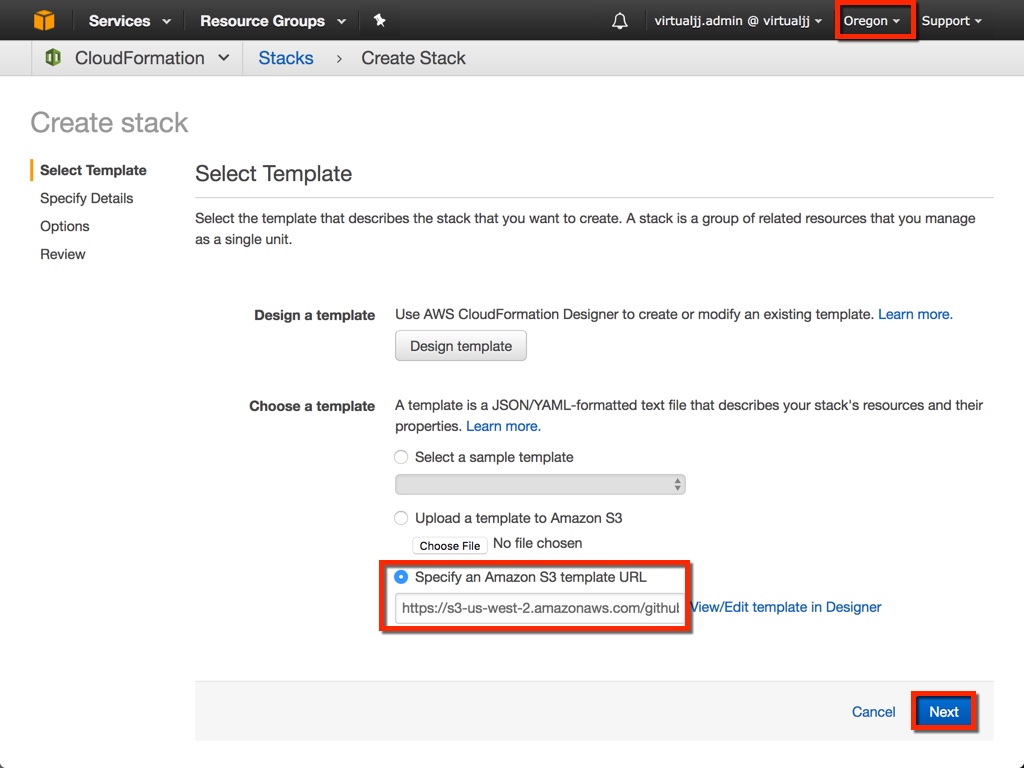 Services Resource Groups virtualjj.admin @ virtualjj Oregon Support
CloudFormation Stacks › Create Stack
Create stack
Select Template
Specify Details
Options
Review
Select Template
Select the template that describes the stack that you want to create. A stack is a group of related resources that you manage
as a single unit.
Design a template Use AWS CloudFormation Designer to create or modify an existing template. Learn more.
Design template
Choose a template A template is a JSON/YAML-formatted text file that describes your stack's resources and their
properties. Learn more.
Select a sample template
Upload a template to Amazon S3
Choose File No file chosen
Specify an Amazon S3 template URL
https://s3-us-west-2.amazonaws.com/github View/Edit template in Designer
Cancel Next